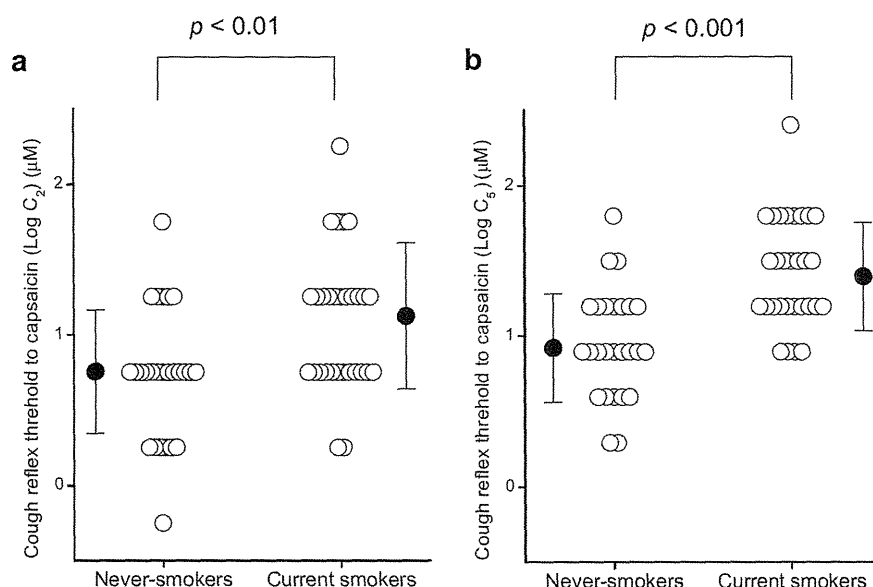 p < 0.01
a
Cough reflex threhold to capsaicin (Log C₂) (μM)
2
1
0
Never-smokers
Current smokers
p < 0.001
b
Cough reflex threhold to capsaicin (Log C₅) (μM)
2
1
0
Never-smokers
Current smokers